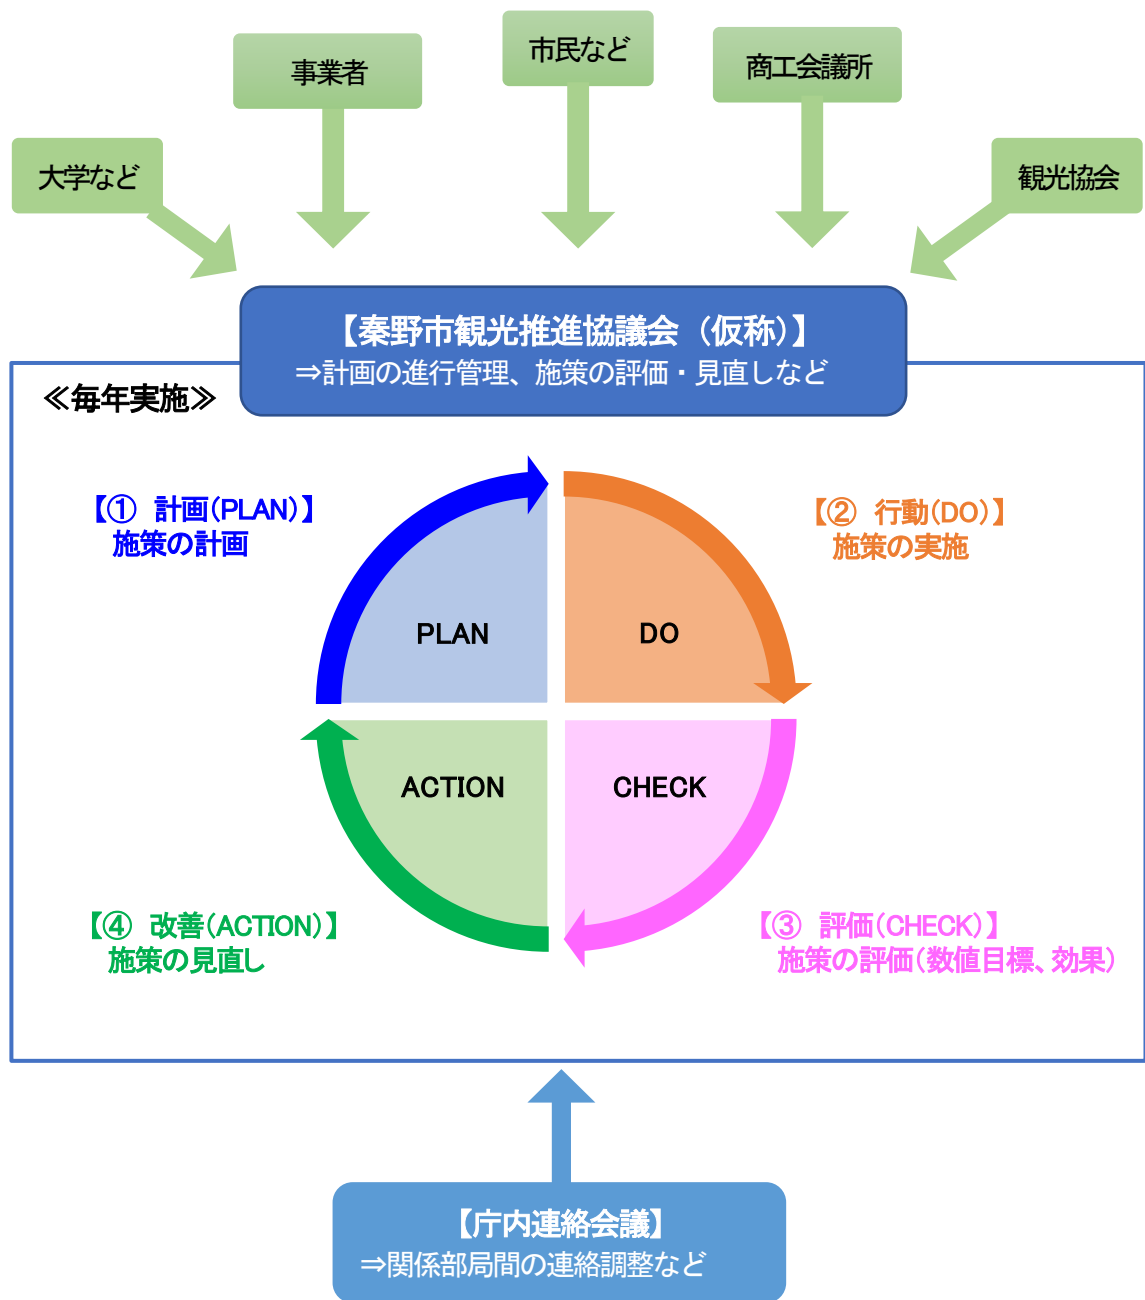 市民など
事業者
商工会議所
大学など
観光協会
【秦野市観光推進協議会（仮称）】
⇒計画の進行管理、施策の評価・見直しなど
≪毎年実施≫
【①　計画（PLAN）】
施策の計画
【②　行動（DO）】
施策の実施
PLAN
DO
ACTION
CHECK
【④　改善（ACTION）】
施策の見直し
【③　評価（CHECK）】
施策の評価（数値目標、効果）
【庁内連絡会議】
⇒関係部局間の連絡調整など